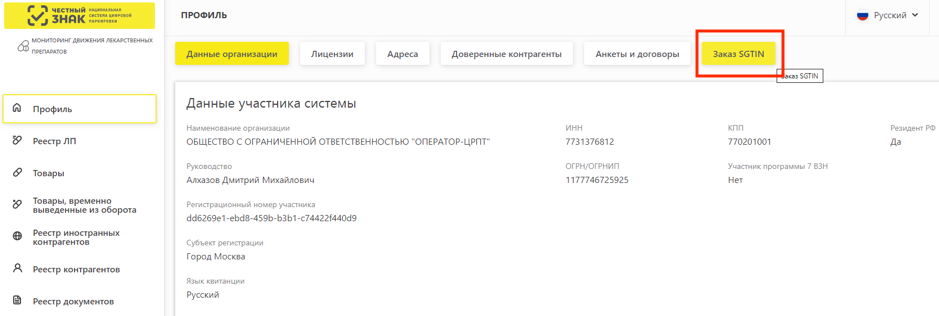 ЧЕСТНЫЙ ЗНАК
НАЦИОНАЛЬНАЯ СИСТЕМА ЦИФРОВОЙ МАРКИРОВКИ
МОНИТОРИНГ ДВИЖЕНИЯ ЛЕКАРСТВЕННЫХ
ПРЕПАРАТОВ
Профиль
Реестр ЛП
Товары
Товары, временно
выведенные из оборота
Реестр иностранных
контрагентов
Реестр контрагентов
Реестр документов
ПРОФИЛЬ
Русский
Данные организации
Лицензии
Адреса
Доверенные контрагенты
Анкеты и договоры
Заказ SGTIN
Заказ SGTIN
Данные участника системы
Наименование организации
ОБЩЕСТВО С ОГРАНИЧЕННОЙ ОТВЕТСТВЕННОСТЬЮ "ОПЕРАТОР-ЦРПТ"
ИНН
7731376812
КПП
770201001
Резидент РФ
Да
Руководство
Алхазов Дмитрий Михайлович
ОГРН/ОГРНИП
1177746725925
Участник программы 7 ВЗН
Нет
Регистрационный номер участника
dd6269e1-ebd8-459b-b3b1-c74422f440d9
Субъект регистрации
Город Москва
Язык квитанции
Русский